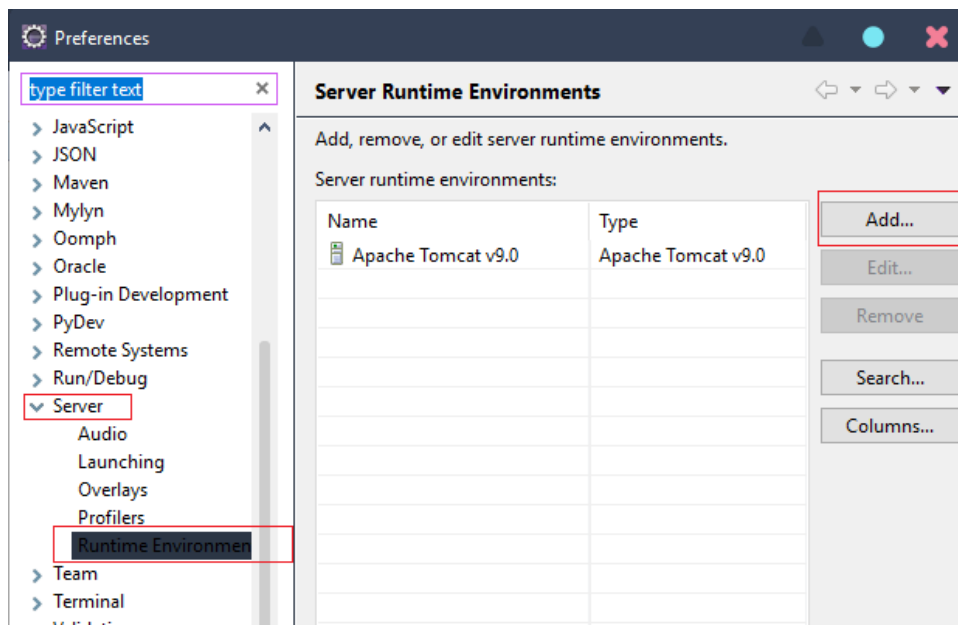 Preferences
type filter text
JavaScript
JSON
Maven
Mylyn
Oomph
Oracle
Plug-in Development
PyDev
Remote Systems
Run/Debug
Server
Audio
Launching
Overlays
Profilers
Runtime Environmen
Team
Terminal
Server Runtime Environments
Add, remove, or edit server runtime environments.
Server runtime environments:
Name Type
Apache Tomcat v9.0 Apache Tomcat v9.0
Add...
Edit...
Remove
Search...
Columns...